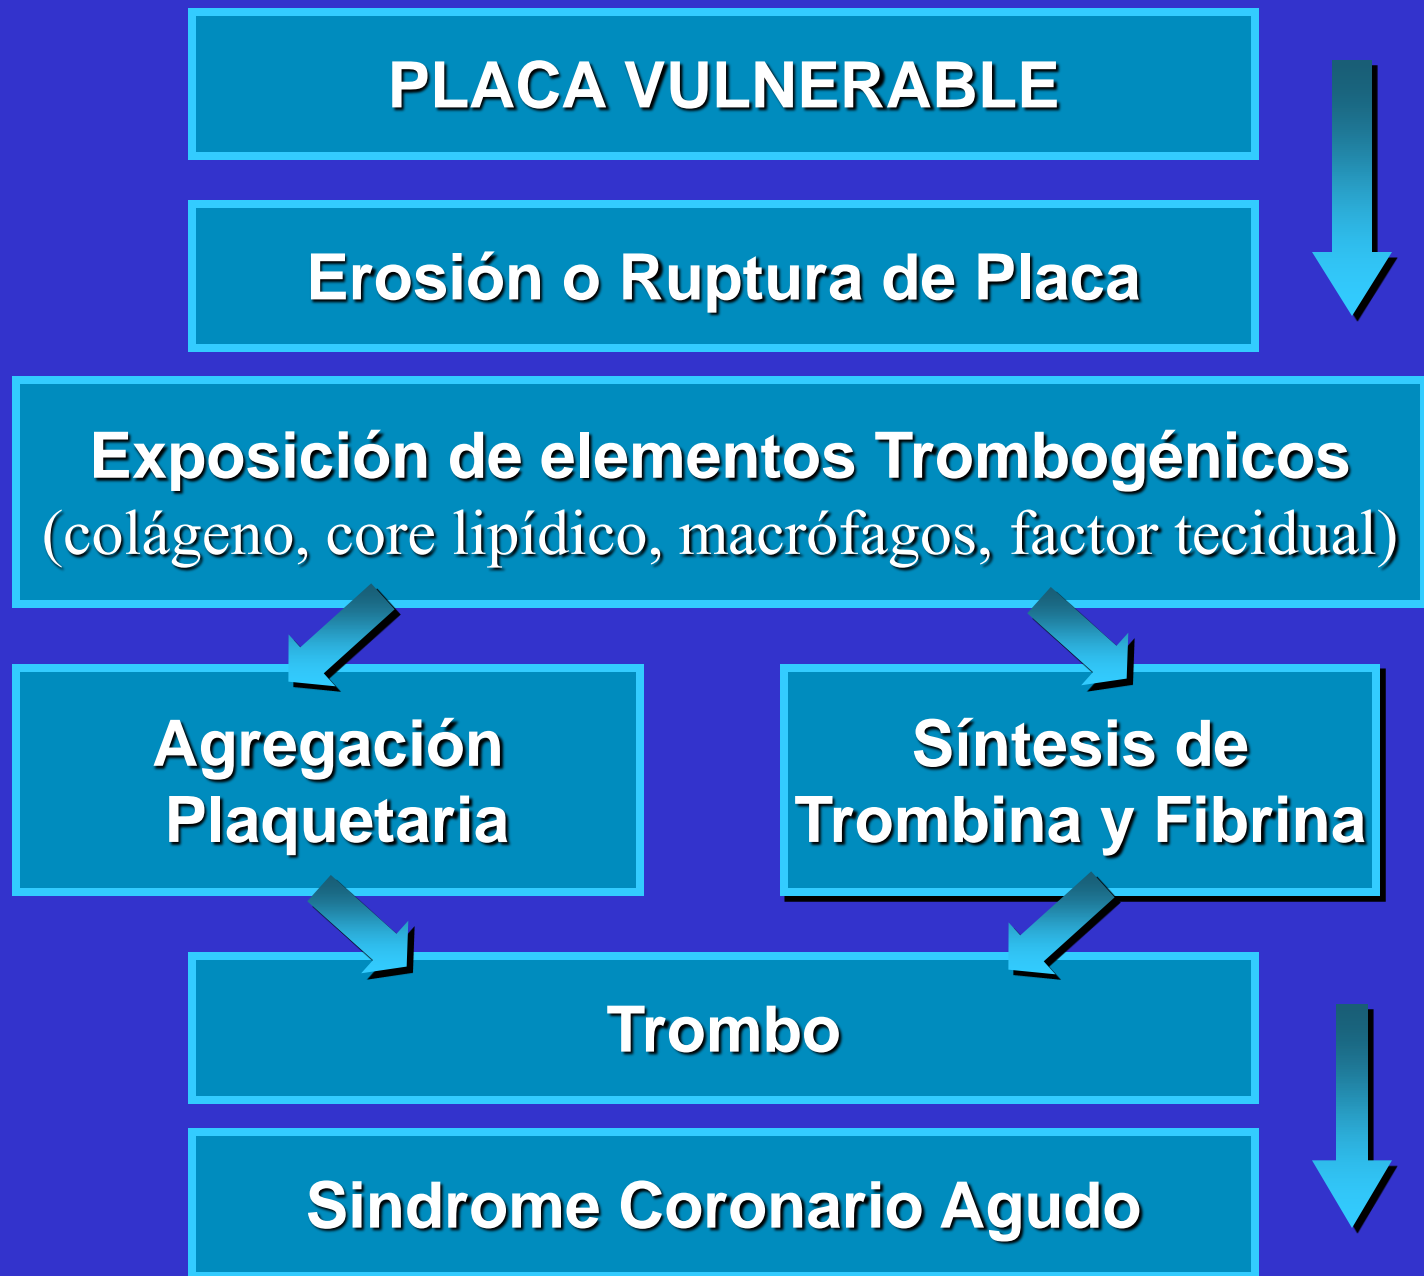 PLACA VULNERABLE
Erosión o Ruptura de Placa
Exposición de elementos Trombogénicos
(colágeno, core lipídico, macrófagos, factor tecidual)
Agregación
Plaquetaria
Síntesis de
Trombina y Fibrina
Trombo
Sindrome Coronario Agudo